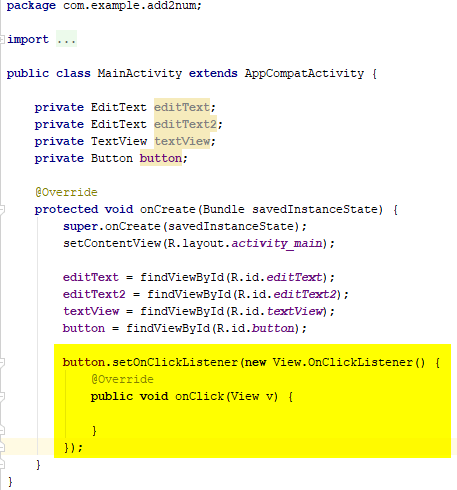 package com.example.add2num;
import ...
public class MainActivity extends AppCompatActivity {
private EditText editText;
private EditText editText2;
private TextView textView;
private Button button;
@Override
protected void onCreate(Bundle savedInstanceState) {
super.onCreate(savedInstanceState);
setContentView(R.layout.activity_main);
editText = findViewById(R.id.editText);
editText2 = findViewById(R.id.editText2);
textView = findViewById(R.id.textView);
button = findViewById(R.id.button);
button.setOnClickListener(new View.OnClickListener() {
@Override
public void onClick(View v) {
}
});
}
}